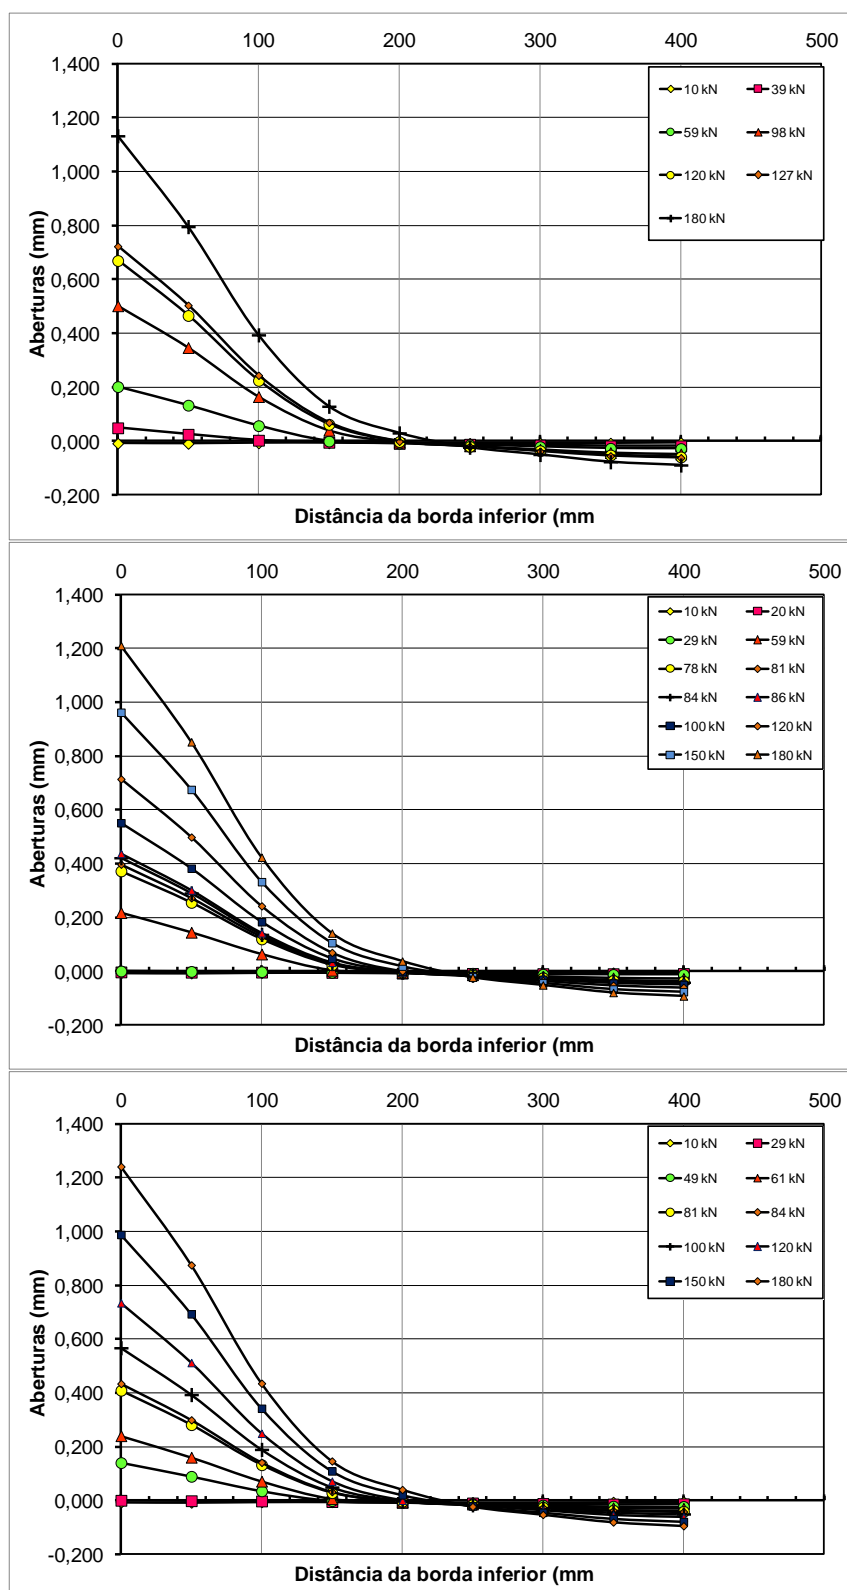 0 100 200 300 400 500
1,400
1,200
1,000
0,800
0,600
0,400
0,200
0,000
-0,200
Aberturas (mm)
10 kN 39 kN
59 kN 98 kN
120 kN 127 kN
180 kN
Distância da borda inferior (mm
0 100 200 300 400 500
1,400
1,200
1,000
0,800
0,600
0,400
0,200
0,000
-0,200
Aberturas (mm)
10 kN 20 kN
29 kN 59 kN
78 kN 81 kN
84 kN 86 kN
100 kN 120 kN
150 kN 180 kN
Distância da borda inferior (mm
0 100 200 300 400 500
1,400
1,200
1,000
0,800
0,600
0,400
0,200
0,000
-0,200
Aberturas (mm)
10 kN 29 kN
49 kN 61 kN
81 kN 84 kN
100 kN 120 kN
150 kN 180 kN
Distância da borda inferior (mm